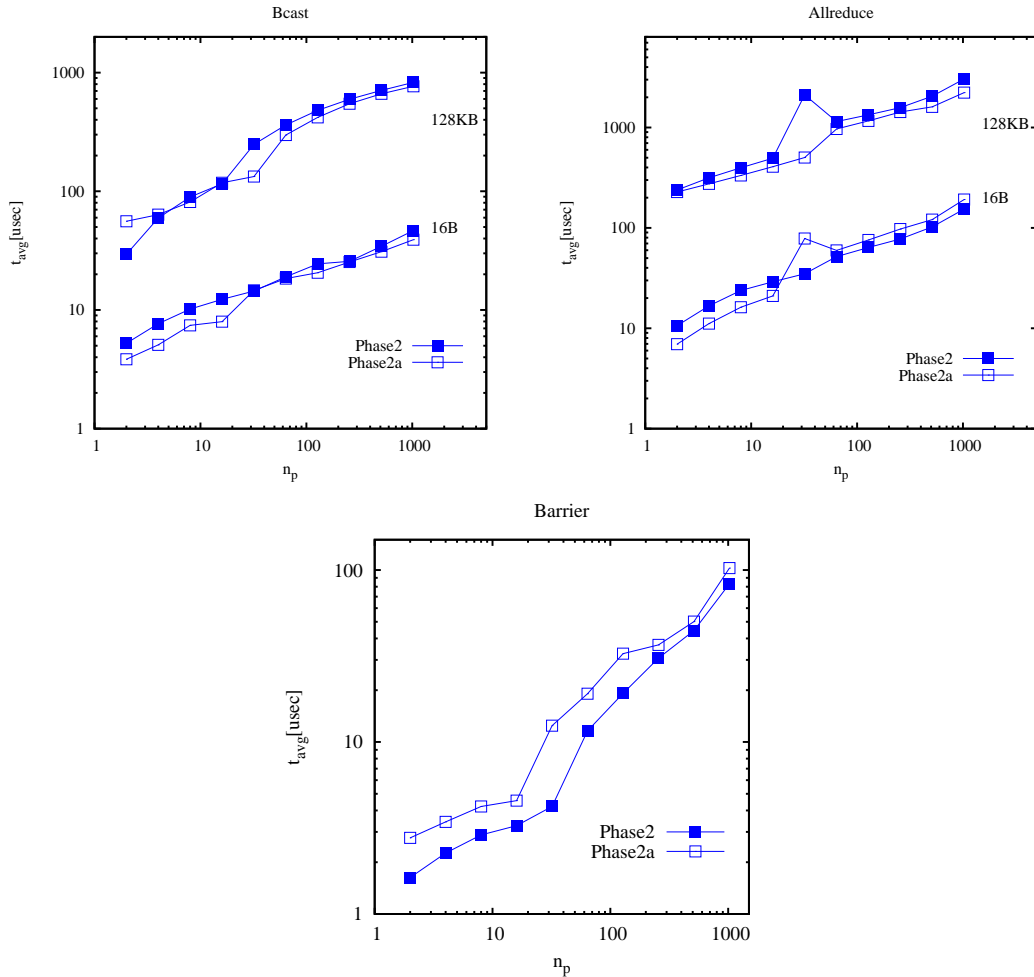 Bcast
1000
100
10
1
t_avg[usec]
128KB
16B
Phase2
Phase2a
1 10 100 1000
n_p
Allreduce
1000
100
10
1
t_avg[usec]
128KB
16B
Phase2
Phase2a
1 10 100 1000
n_p
Barrier
100
10
1
t_avg[usec]
Phase2
Phase2a
1 10 100 1000
n_p